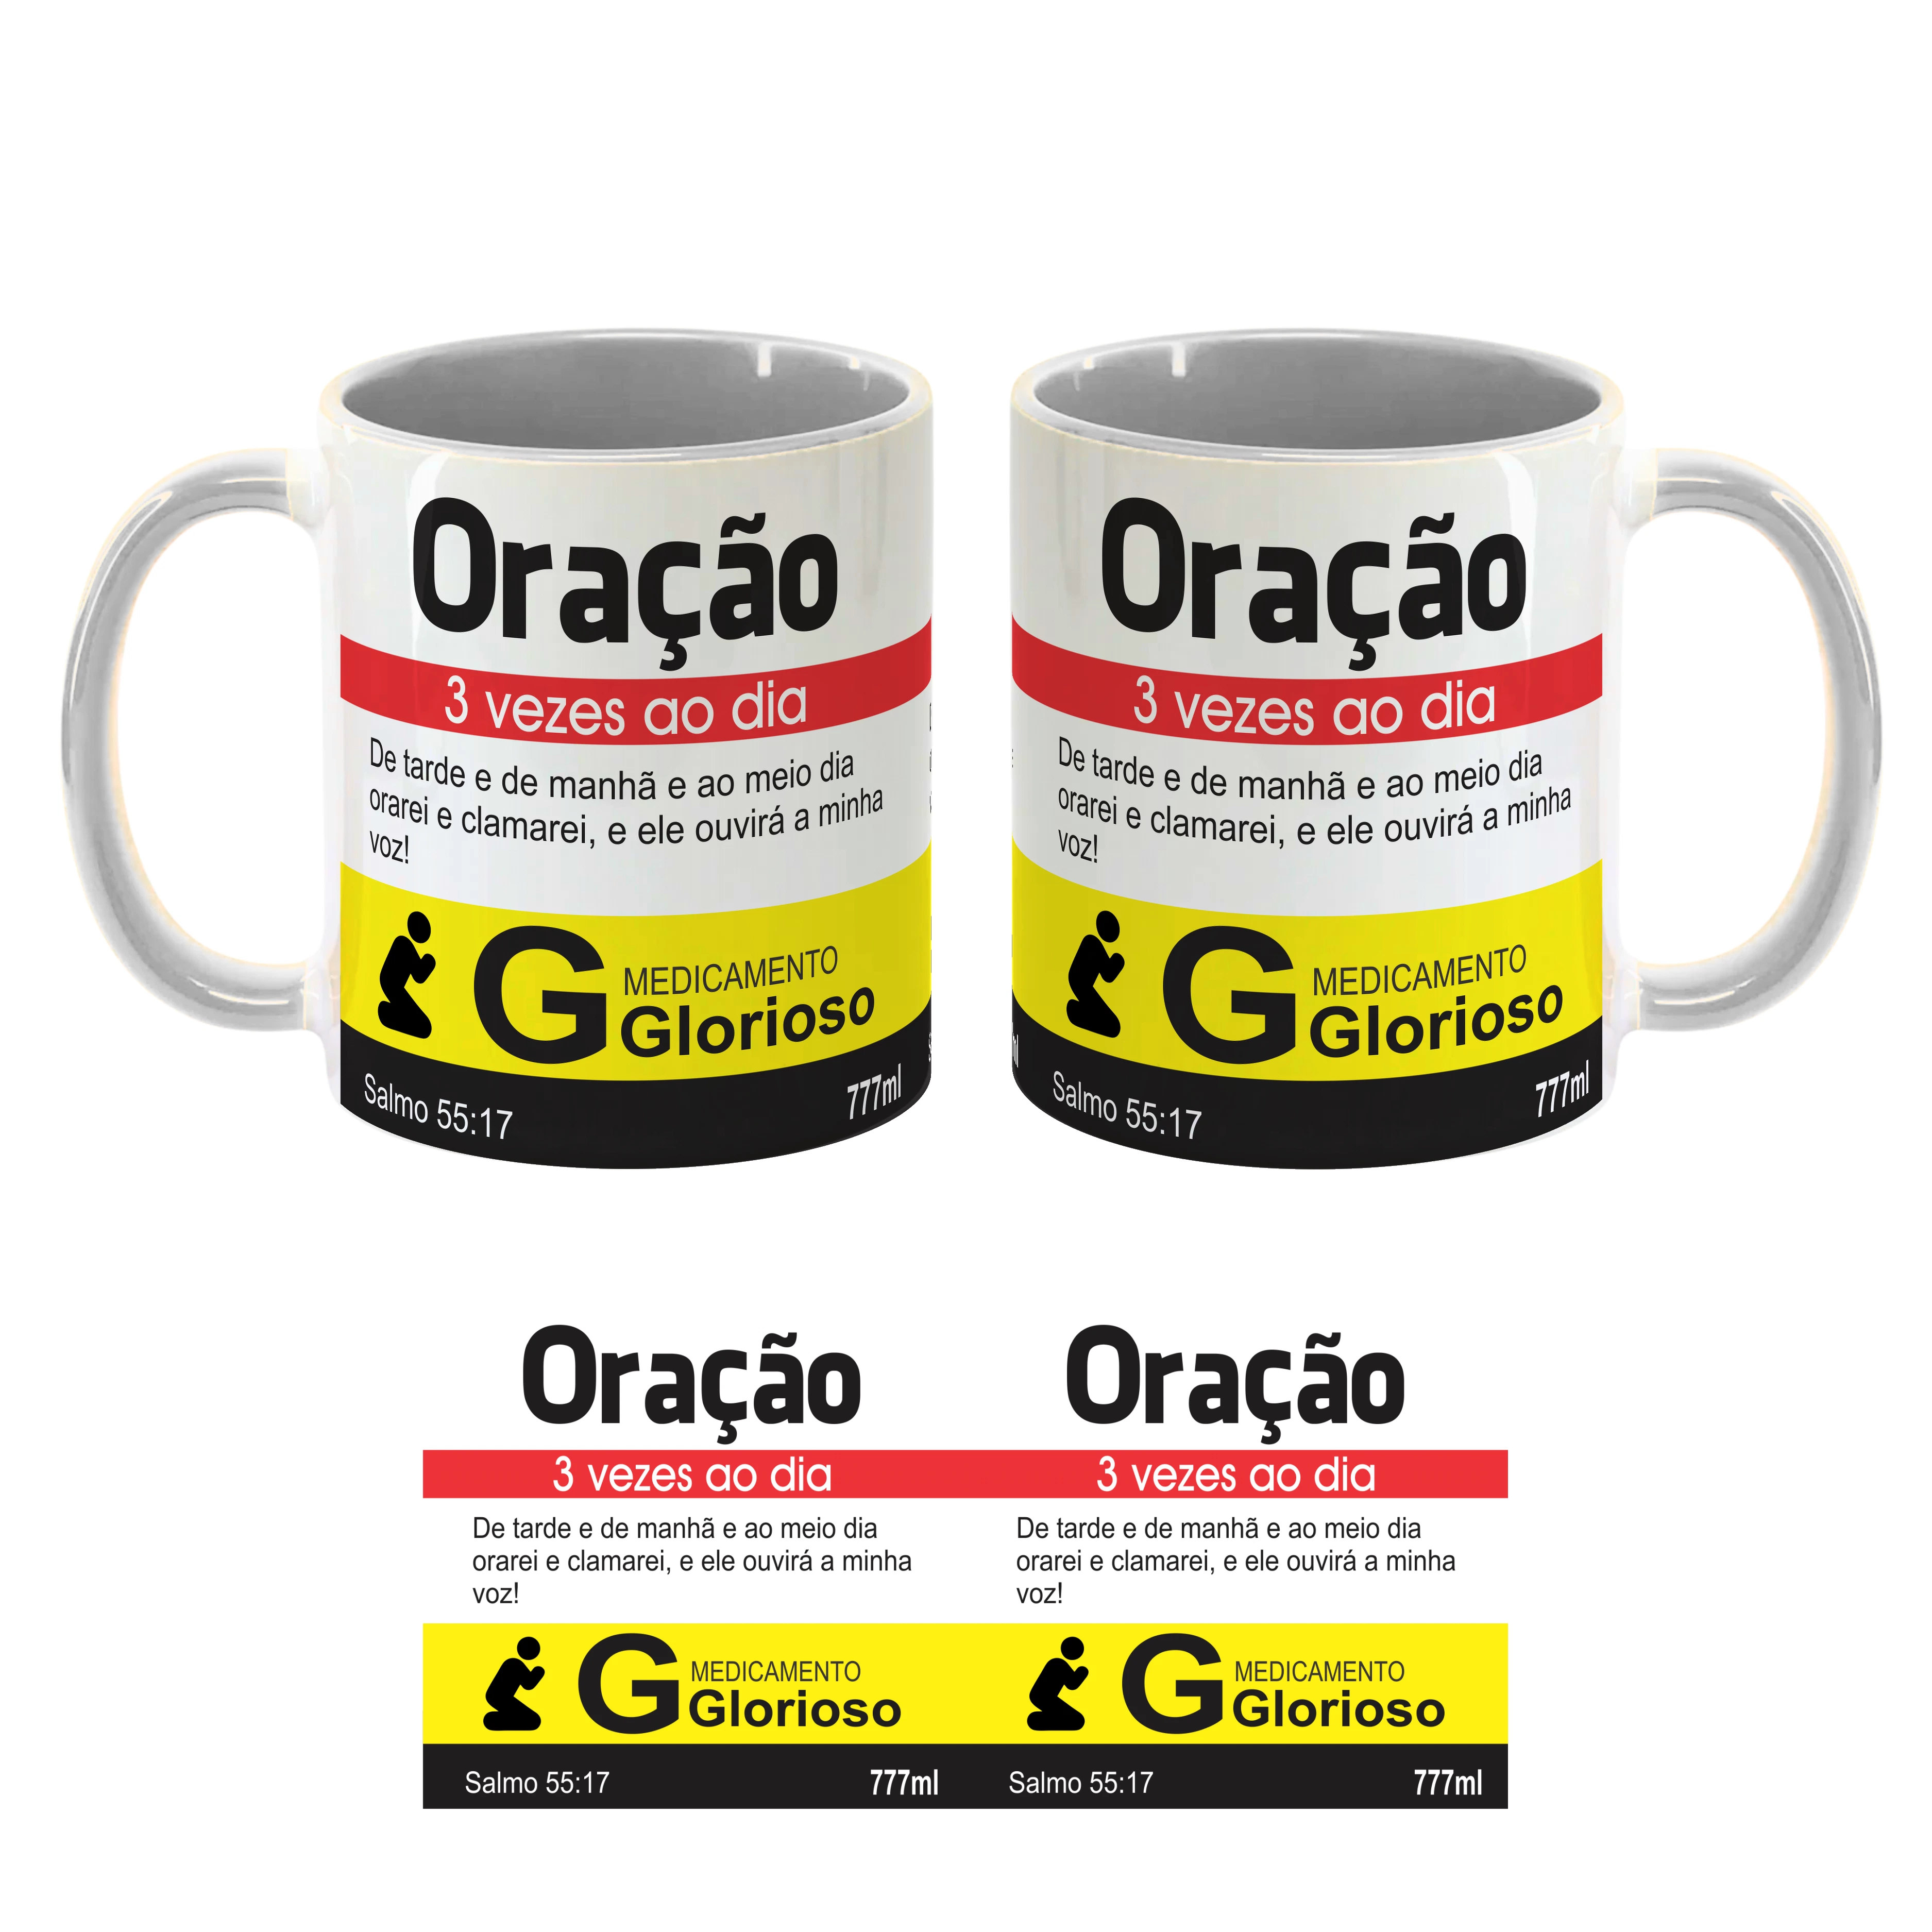 Oração
3 vezes ao dia
De tarde e de manhã e ao meio dia
orarei e clamarei, e ele ouvirá a minha
voz!
G MEDICAMENTO
Glorioso
Salmo 55:17 777ml
Oração
3 vezes ao dia
De tarde e de manhã e ao meio dia
orarei e clamarei, e ele ouvirá a minha
voz!
G MEDICAMENTO
Glorioso
Salmo 55:17 777ml
Oração
3 vezes ao dia
De tarde e de manhã e ao meio dia
orarei e clamarei, e ele ouvirá a minha
voz!
G MEDICAMENTO
Glorioso
Salmo 55:17 777ml
Oração
3 vezes ao dia
De tarde e de manhã e ao meio dia
orarei e clamarei, e ele ouvirá a minha
voz!
G MEDICAMENTO
Glorioso
Salmo 55:17 777ml